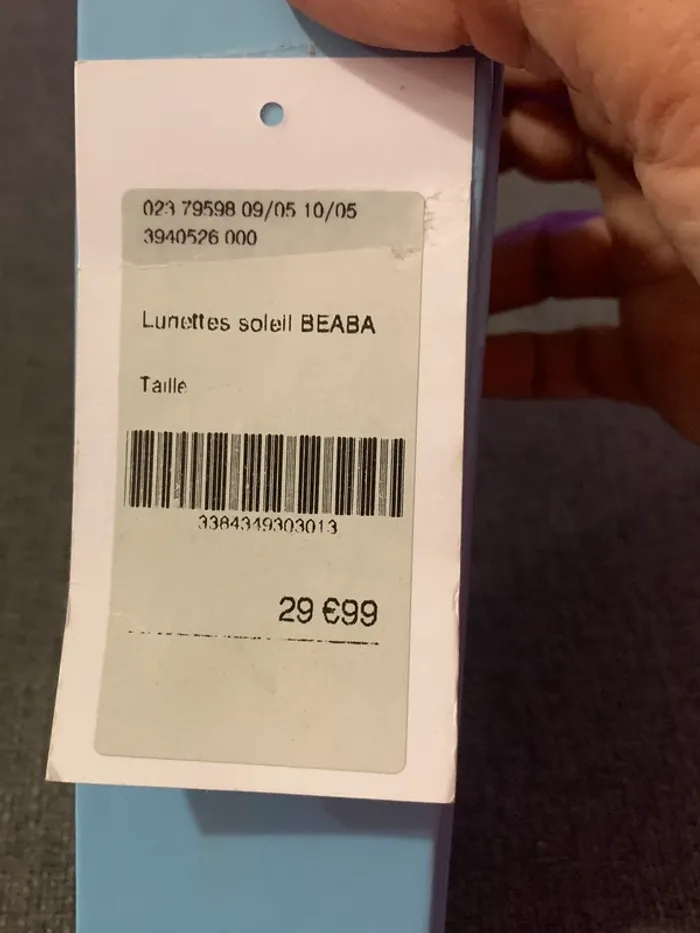 023 79598 09/05 10/05
3940526 000
Lunettes soleil BEABA
Taille
3384349303013
29 €99